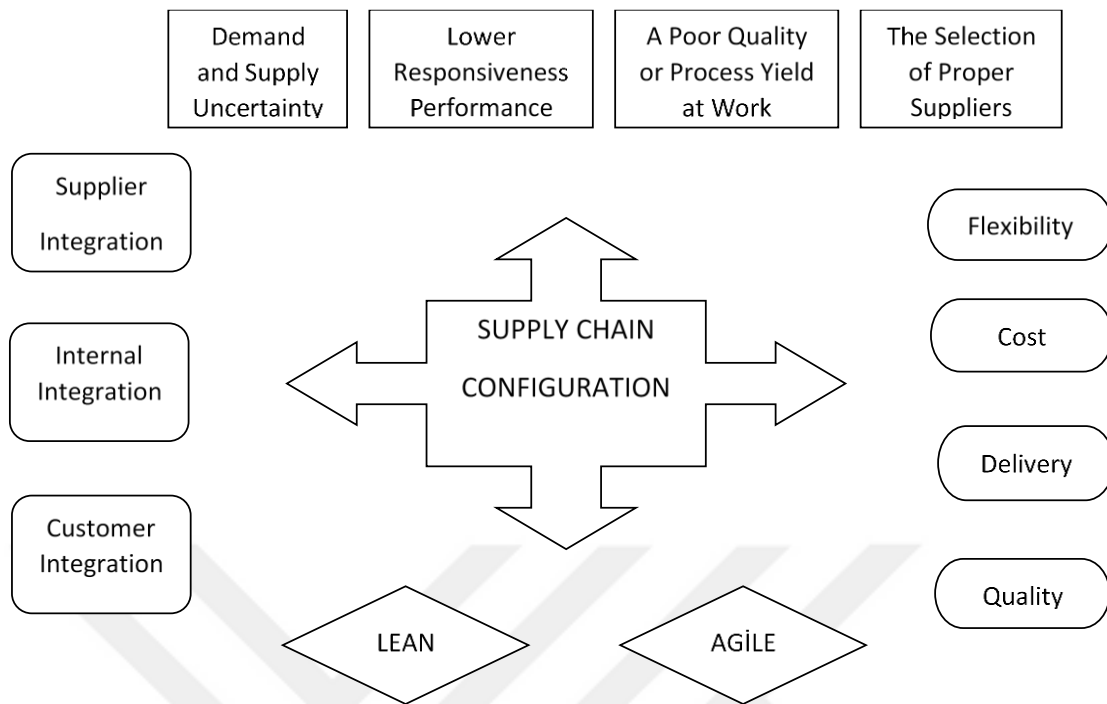 Demand
and Supply
Uncertainty
Lower
Responsiveness
Performance
A Poor Quality
or Process Yield
at Work
The Selection
of Proper
Suppliers
Supplier
Integration
Internal
Integration
Customer
Integration
SUPPLY CHAIN
CONFIGURATION
Flexibility
Cost
Delivery
Quality
LEAN
AGİLE